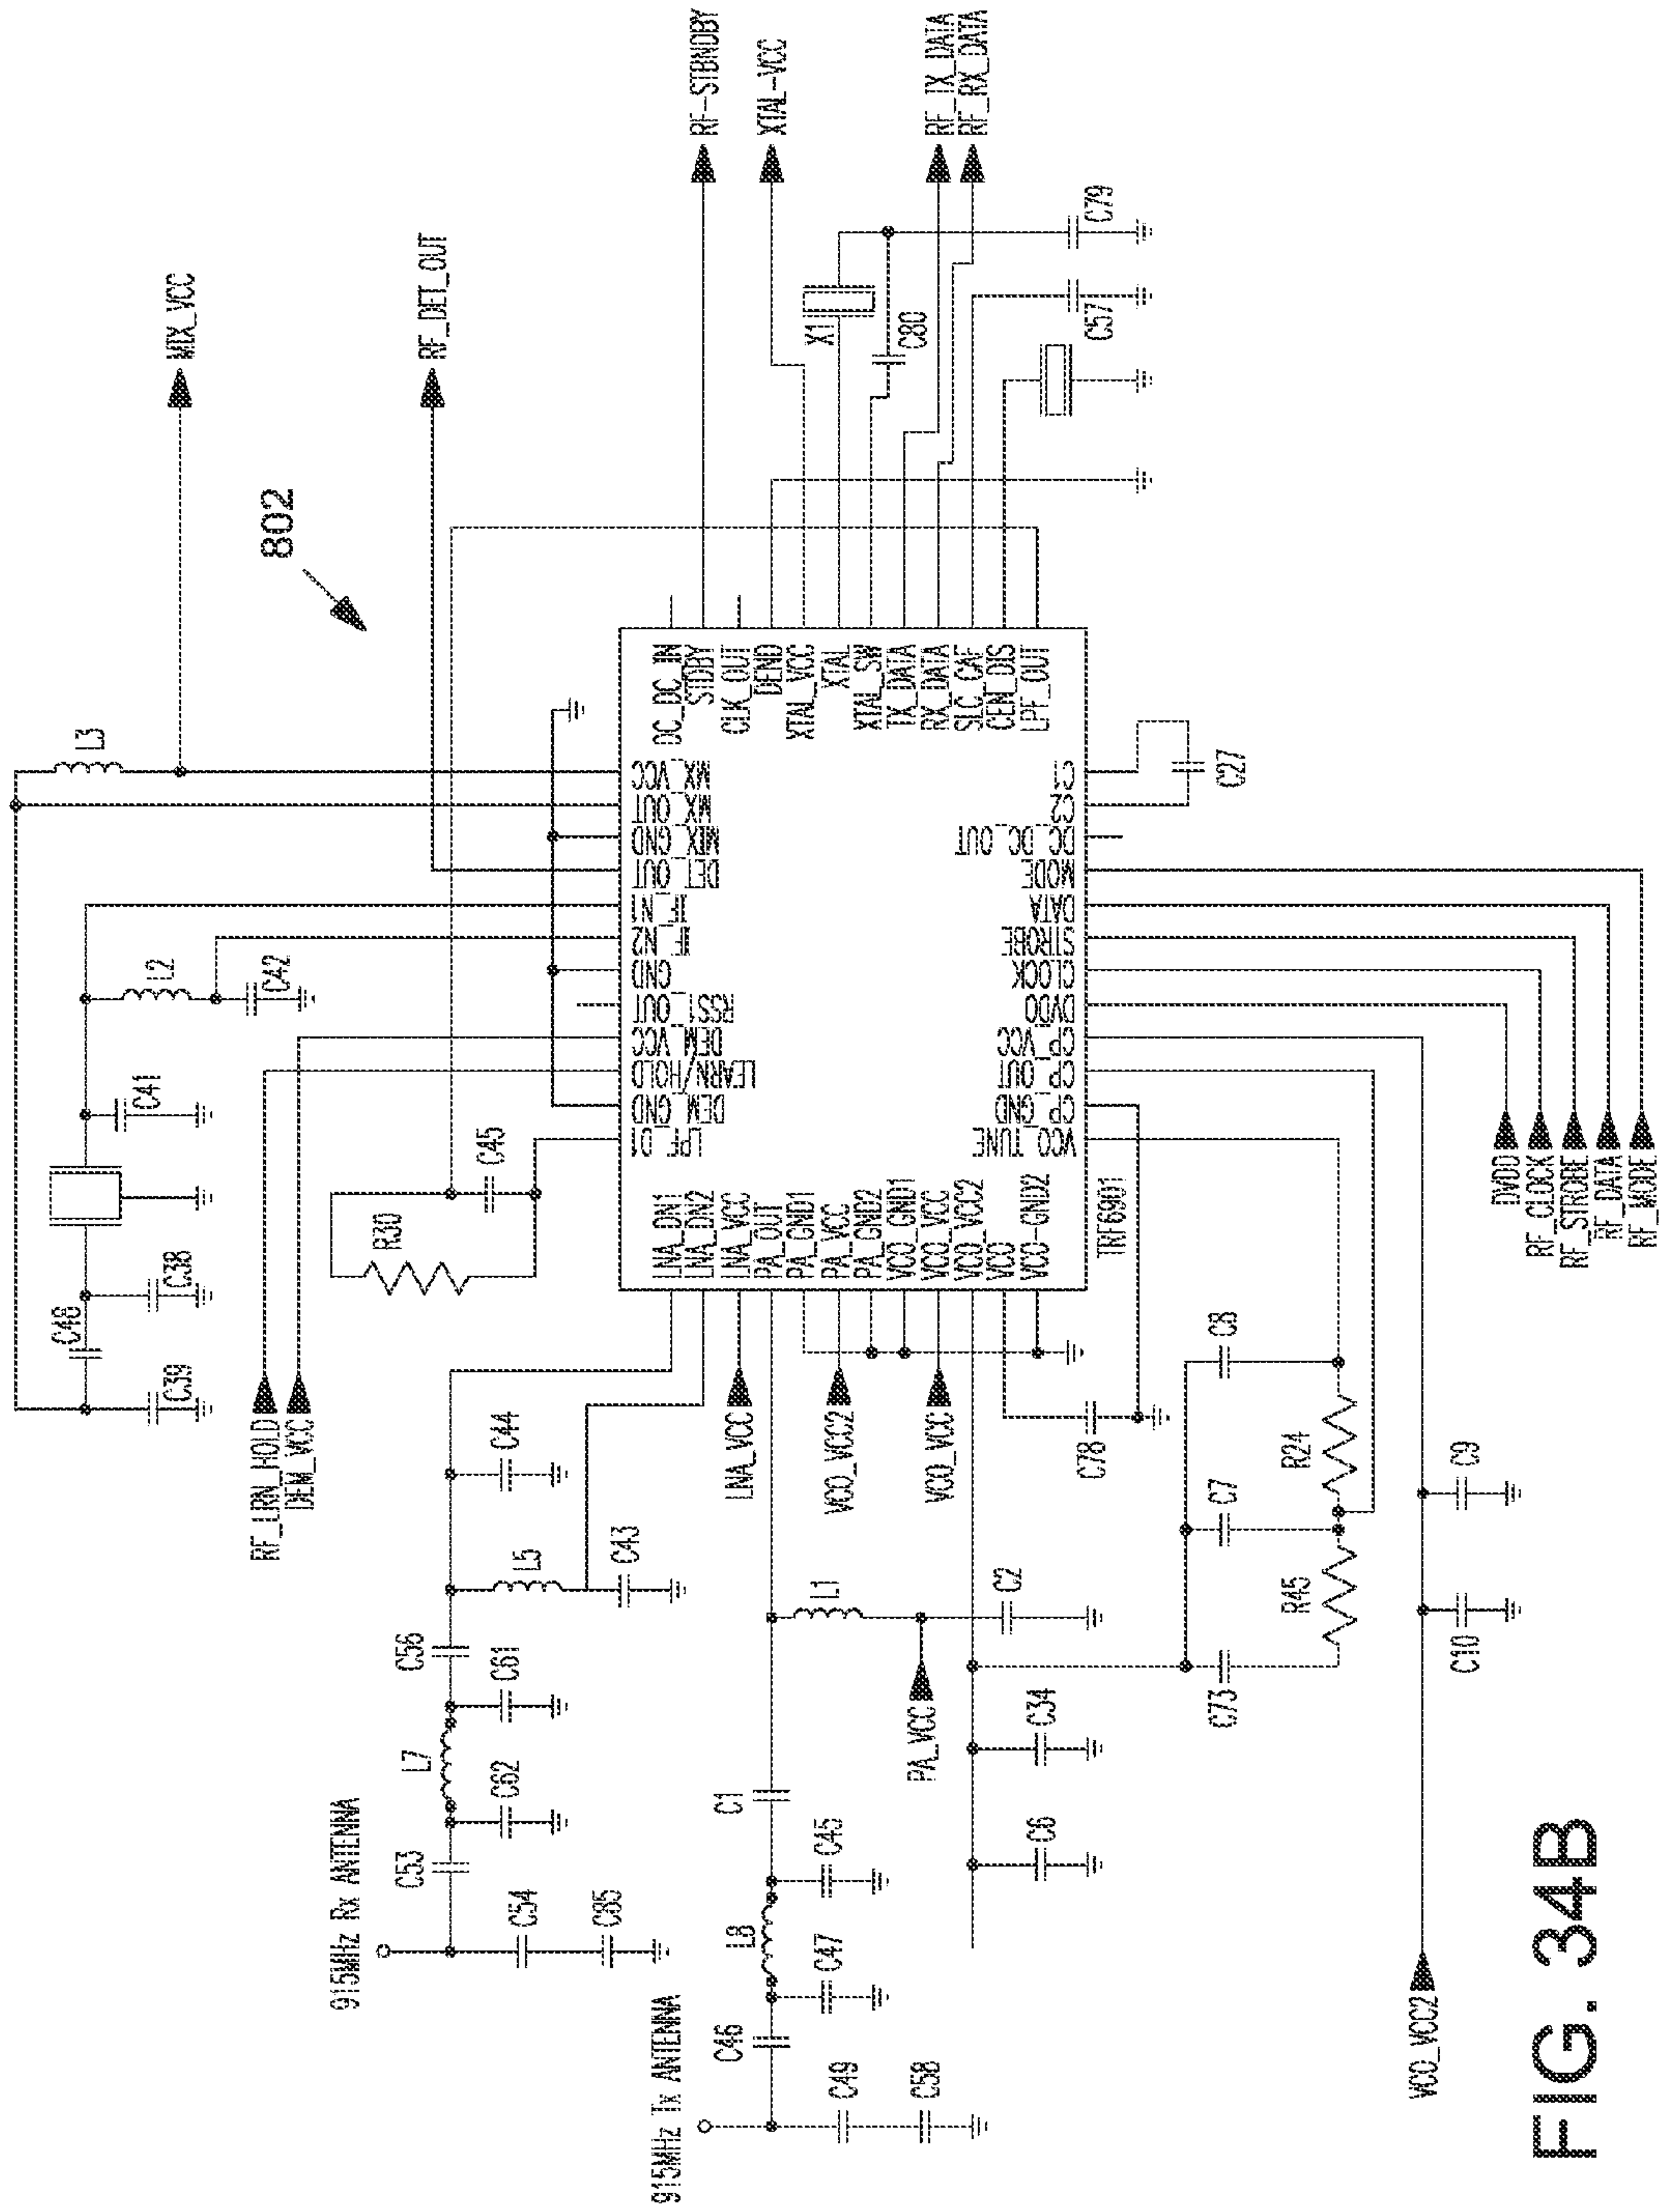 FIG. 34B
802
915MHz Rx ANTENNA
C54
C85
C53
L7
C62
C61
C56
L5
C43
C44
915MHz Tx ANTENNA
C49
C58
C46
L8
C47
C45
C1
L1
PA_VCC
C2
C6
C34
C73
C7
C8
R45
R24
VCO_VCC2
C10
C9
C78
LNA_VCC
VCO_VCC2
VCO_VCC
RF_LRN_HOLD
DEM_VCC
C39
C48
C38
C41
L2
C42
L3
MIX_VCC
RF_DET_OUT
R30
C45
LPF_D1
DEM_GND
LEARN/HOLD
DEM_VCC
RSS1_OUT
GND
IF_N2
IF_N1
DET_OUT
MIX_GND
MX_OUT
MX_VCC
LNA_DN1
LNA_DN2
LNA_VCC
PA_OUT
PA_GND1
PA_VCC
PA_GND2
VCO_GND1
VCO_VCC
VCO_VCC2
VCO
VCO-GND2
TRF6901
DC_DC_IN
STDBY
CLK_OUT
DEND
XTAL_VCC
XTAL
XTAL_SW
TX_DATA
RX_DATA
SLC_CAF
CEN_DIS
LPF_OUT
VCO_TUNE
CP_GND
CP_OUT
CP_VCC
DVDO
CLOCK
STROBE
DATA
MODE
DC_DC_OUT
C2
C1
C27
RF-STBNDBY
XTAL-VCC
RF_TX_DATA
RF_RX_DATA
X1
C80
C79
C57
DVDD
RF_CLOCK
RF_STROBE
RF_DATA
RF_MODE